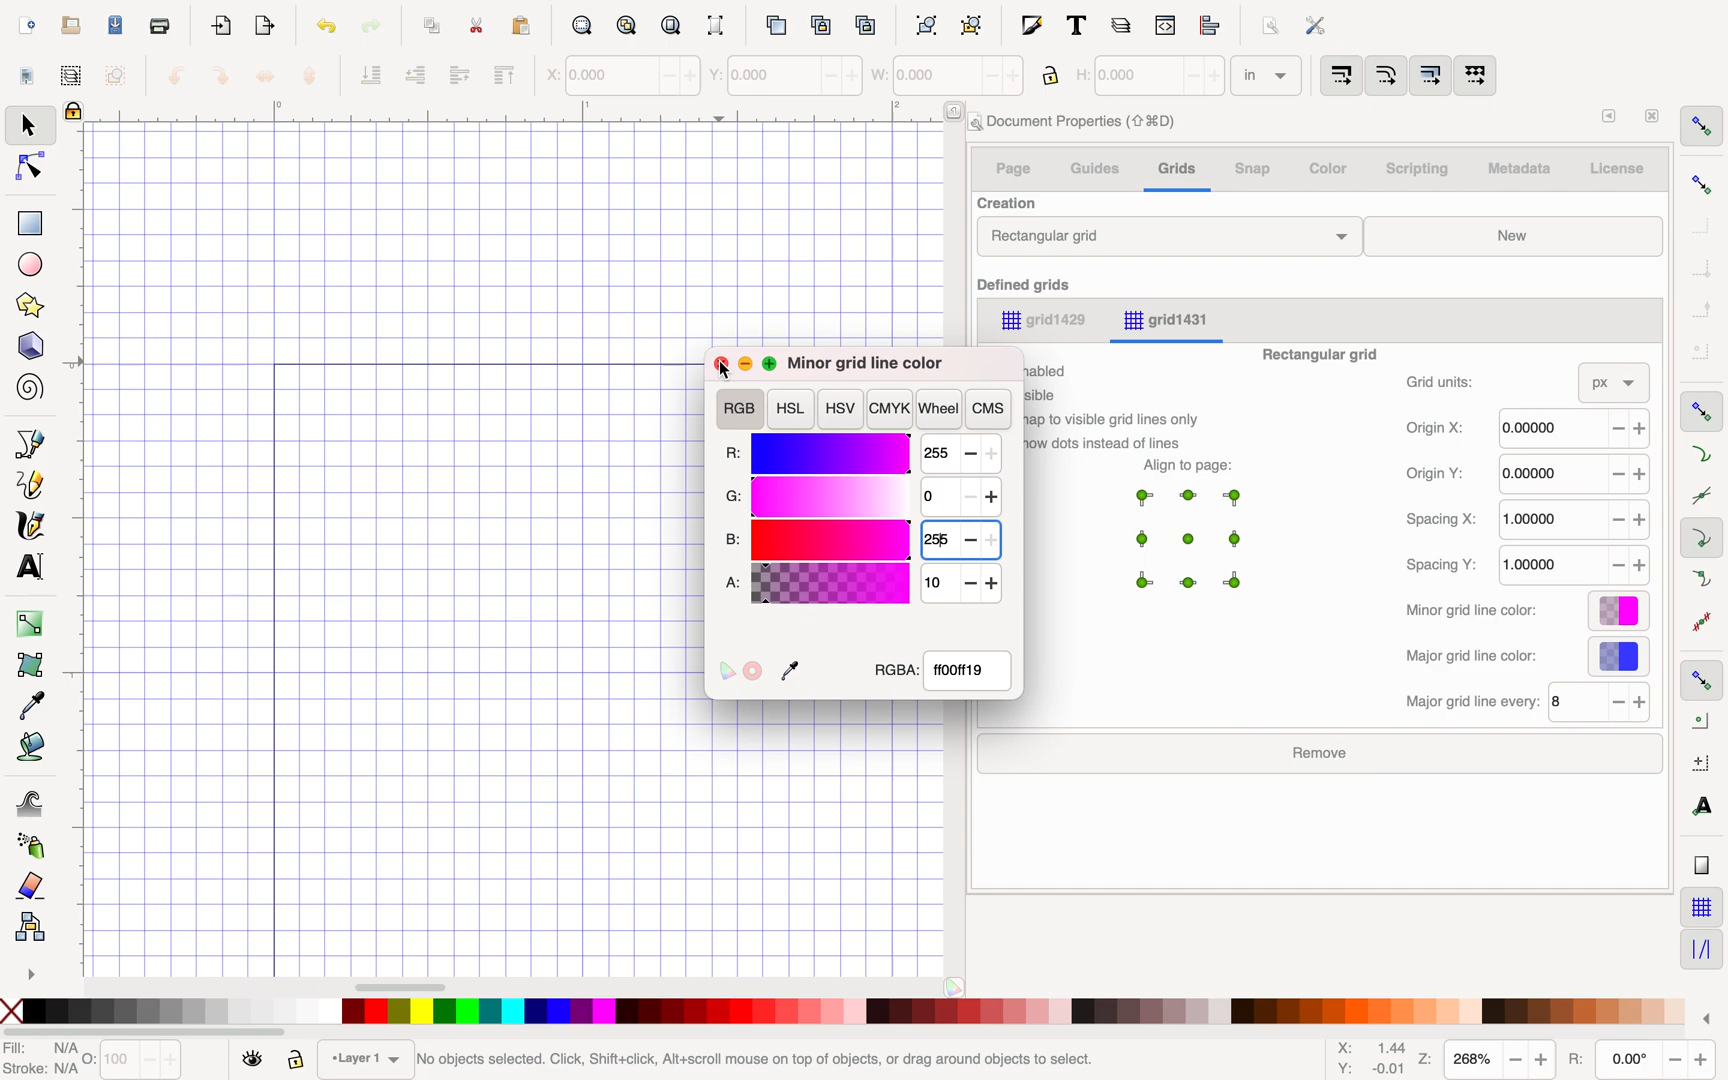 X: 0.000 Y: 0.000 W: 0.000 H: 0.000 in
0 1 2
Document Properties (⇧⌘D)
Page Guides Grids Snap Color Scripting Metadata License
Creation
Rectangular grid New
Defined grids
grid1429 grid1431
Rectangular grid
nabled
sible
nap to visible grid lines only
how dots instead of lines
Align to page:
Grid units: px
Origin X: 0.00000
Origin Y: 0.00000
Spacing X: 1.00000
Spacing Y: 1.00000
Minor grid line color:
Major grid line color:
Major grid line every: 8
Remove
Minor grid line color
RGB HSL HSV CMYK Wheel CMS
R: 255
G: 0
B: 255
A: 10
RGBA: ff00ff19
Fill: N/A
Stroke: N/A
O: 100
•Layer 1
No objects selected. Click, Shift+click, Alt+scroll mouse on top of objects, or drag around objects to select.
X: 1.44
Y: -0.01
Z: 268%
R: 0.00°